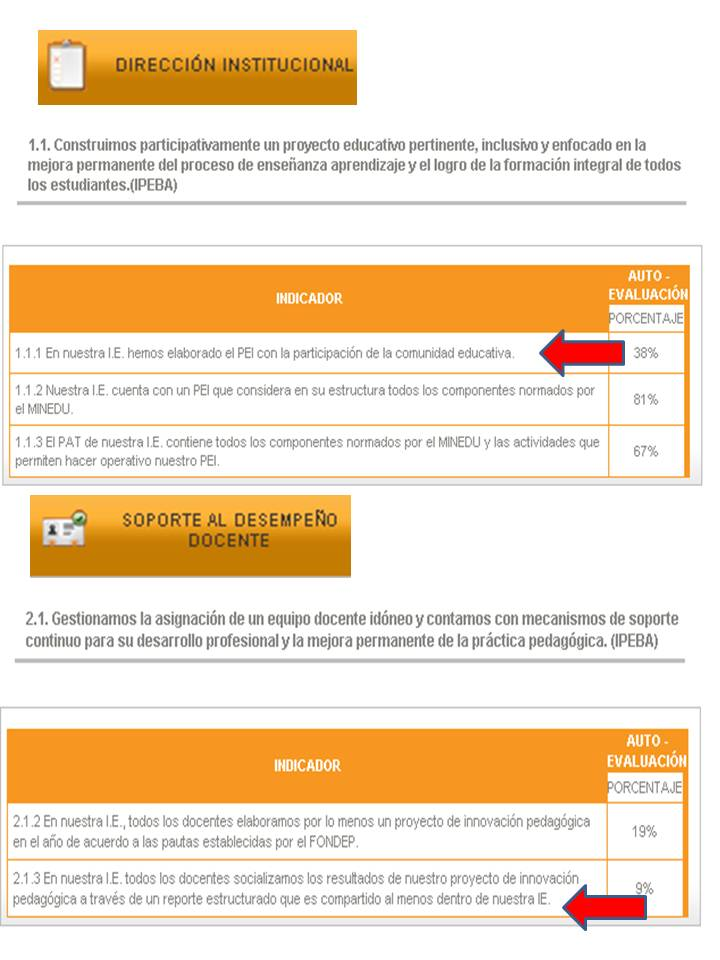 DIRECCIÓN INSTITUCIONAL
1.1. Construimos participativamente un proyecto educativo pertinente, inclusivo y enfocado en la
mejora permanente del proceso de enseñanza aprendizaje y el logro de la formación integral de todos
los estudiantes.(IPEBA)
INDICADOR
AUTO -
EVALUACIÓN
PORCENTAJE
1.1.1 En nuestra I.E. hemos elaborado el PEI con la participación de la comunidad educativa.
38%
1.1.2 Nuestra I.E. cuenta con un PEI que considera en su estructura todos los componentes normados por
el MINEDU.
81%
1.1.3 El PAT de nuestra I.E. contiene todos los componentes normados por el MINEDU y las actividades que
permiten hacer operativo nuestro PEI.
67%
SOPORTE AL DESEMPEÑO
DOCENTE
2.1. Gestionamos la asignación de un equipo docente idóneo y contamos con mecanismos de soporte
continuo para su desarrollo profesional y la mejora permanente de la práctica pedagógica. (IPEBA)
INDICADOR
AUTO -
EVALUACIÓN
PORCENTAJE
2.1.2 En nuestra I.E., todos los docentes elaboramos por lo menos un proyecto de innovación pedagógica
en el año de acuerdo a las pautas establecidas por el FONDEP.
19%
2.1.3 En nuestra I.E. todos los docentes socializamos los resultados de nuestro proyecto de innovación
pedagógica a través de un reporte estructurado que es compartido al menos dentro de nuestra IE.
9%